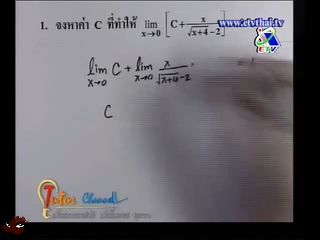 www.etvthai.tv
ETV
1. จงหาค่า C ที่ทำให้ lim x→0 [C + x/√x+4−2]
lim x→0 C + lim x→0 x/√x+4−2 =
C
Tutor Channel